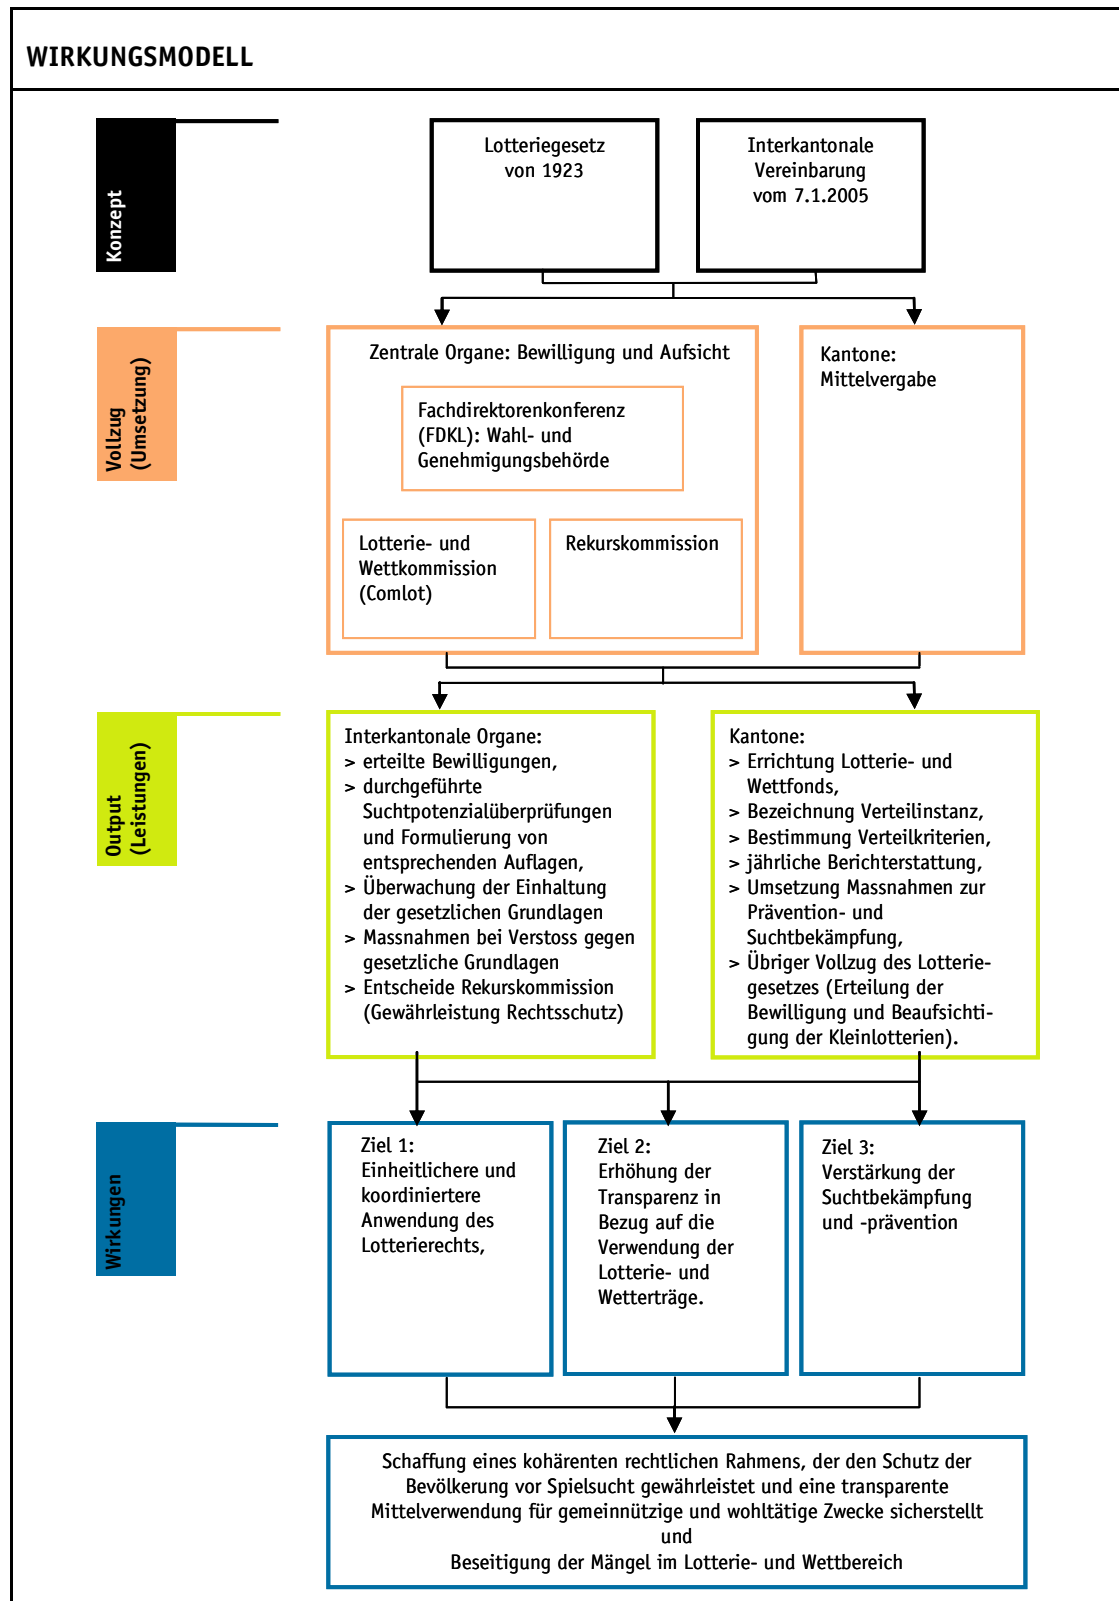 WIRKUNGSMODELL
Konzept
Lotteriegesetz
von 1923
Interkantonale
Vereinbarung
vom 7.1.2005
Vollzug
(Umsetzung)
Zentrale Organe: Bewilligung und Aufsicht
Fachdirektorenkonferenz
(FDKL): Wahl- und
Genehmigungsbehörde
Lotterie- und
Wettkommission
(Comlot)
Rekurskommission
Kantone:
Mittelvergabe
Output
(Leistungen)
Interkantonale Organe:
> erteilte Bewilligungen,
> durchgeführte
Suchtpotenzialüberprüfungen
und Formulierung von
entsprechenden Auflagen,
> Überwachung der Einhaltung
der gesetzlichen Grundlagen
> Massnahmen bei Verstoss gegen
gesetzliche Grundlagen
> Entscheide Rekurskommission
(Gewährleistung Rechtsschutz)
Kantone:
> Errichtung Lotterie- und
Wettfonds,
> Bezeichnung Verteilinstanz,
> Bestimmung Verteilkriterien,
> jährliche Berichterstattung,
> Umsetzung Massnahmen zur
Prävention- und
Suchtbekämpfung,
> Übriger Vollzug des Lotterie-
gesetzes (Erteilung der
Bewilligung und Beaufsichti-
gung der Kleinlotterien).
Wirkungen
Ziel 1:
Einheitlichere und
koordiniertere
Anwendung des
Lotterierechts,
Ziel 2:
Erhöhung der
Transparenz in
Bezug auf die
Verwendung der
Lotterie- und
Wetterträge.
Ziel 3:
Verstärkung der
Suchtbekämpfung
und -prävention
Schaffung eines kohärenten rechtlichen Rahmens, der den Schutz der
Bevölkerung vor Spielsucht gewährleistet und eine transparente
Mittelverwendung für gemeinnützige und wohltätige Zwecke sicherstellt
und
Beseitigung der Mängel im Lotterie- und Wettbereich